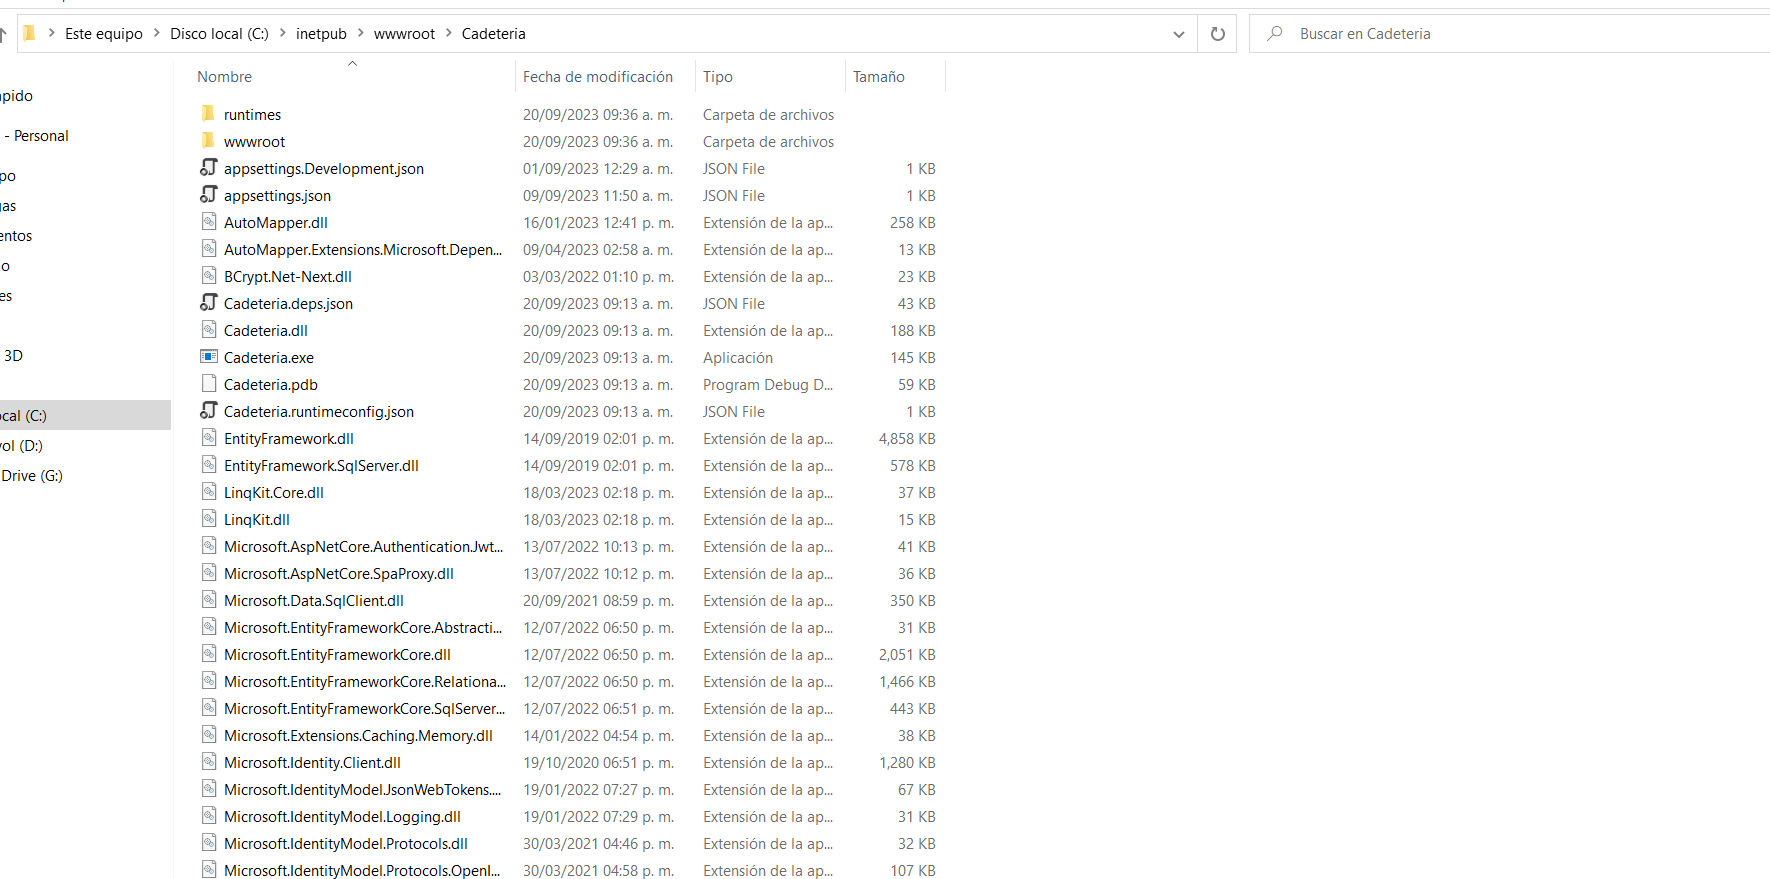 Este equipo > Disco local (C:) > inetpub > wwwroot > Cadeteria
Buscar en Cadeteria
Nombre Fecha de modificación Tipo Tamaño
pido
- Personal
po
as
entos
o
es
3D
cal (C:)
vol (D:)
Drive (G:)
runtimes 20/09/2023 09:36 a. m. Carpeta de archivos
wwwroot 20/09/2023 09:36 a. m. Carpeta de archivos
appsettings.Development.json 01/09/2023 12:29 a. m. JSON File 1 KB
appsettings.json 09/09/2023 11:50 a. m. JSON File 1 KB
AutoMapper.dll 16/01/2023 12:41 p. m. Extensión de la ap... 258 KB
AutoMapper.Extensions.Microsoft.Depen... 09/04/2023 02:58 a. m. Extensión de la ap... 13 KB
BCrypt.Net-Next.dll 03/03/2022 01:10 p. m. Extensión de la ap... 23 KB
Cadeteria.deps.json 20/09/2023 09:13 a. m. JSON File 43 KB
Cadeteria.dll 20/09/2023 09:13 a. m. Extensión de la ap... 188 KB
Cadeteria.exe 20/09/2023 09:13 a. m. Aplicación 145 KB
Cadeteria.pdb 20/09/2023 09:13 a. m. Program Debug D... 59 KB
Cadeteria.runtimeconfig.json 20/09/2023 09:13 a. m. JSON File 1 KB
EntityFramework.dll 14/09/2019 02:01 p. m. Extensión de la ap... 4,858 KB
EntityFramework.SqlServer.dll 14/09/2019 02:01 p. m. Extensión de la ap... 578 KB
LinqKit.Core.dll 18/03/2023 02:18 p. m. Extensión de la ap... 37 KB
LinqKit.dll 18/03/2023 02:18 p. m. Extensión de la ap... 15 KB
Microsoft.AspNetCore.Authentication.Jwt... 13/07/2022 10:13 p. m. Extensión de la ap... 41 KB
Microsoft.AspNetCore.SpaProxy.dll 13/07/2022 10:12 p. m. Extensión de la ap... 36 KB
Microsoft.Data.SqlClient.dll 20/09/2021 08:59 p. m. Extensión de la ap... 350 KB
Microsoft.EntityFrameworkCore.Abstracti... 12/07/2022 06:50 p. m. Extensión de la ap... 31 KB
Microsoft.EntityFrameworkCore.dll 12/07/2022 06:50 p. m. Extensión de la ap... 2,051 KB
Microsoft.EntityFrameworkCore.Relationa... 12/07/2022 06:50 p. m. Extensión de la ap... 1,466 KB
Microsoft.EntityFrameworkCore.SqlServer... 12/07/2022 06:51 p. m. Extensión de la ap... 443 KB
Microsoft.Extensions.Caching.Memory.dll 14/01/2022 04:54 p. m. Extensión de la ap... 38 KB
Microsoft.Identity.Client.dll 19/10/2020 06:51 p. m. Extensión de la ap... 1,280 KB
Microsoft.IdentityModel.JsonWebTokens.... 19/01/2022 07:27 p. m. Extensión de la ap... 67 KB
Microsoft.IdentityModel.Logging.dll 19/01/2022 07:29 p. m. Extensión de la ap... 31 KB
Microsoft.IdentityModel.Protocols.dll 30/03/2021 04:46 p. m. Extensión de la ap... 32 KB
Microsoft.IdentityModel.Protocols.OpenI... 30/03/2021 04:58 p. m. Extensión de la ap... 107 KB